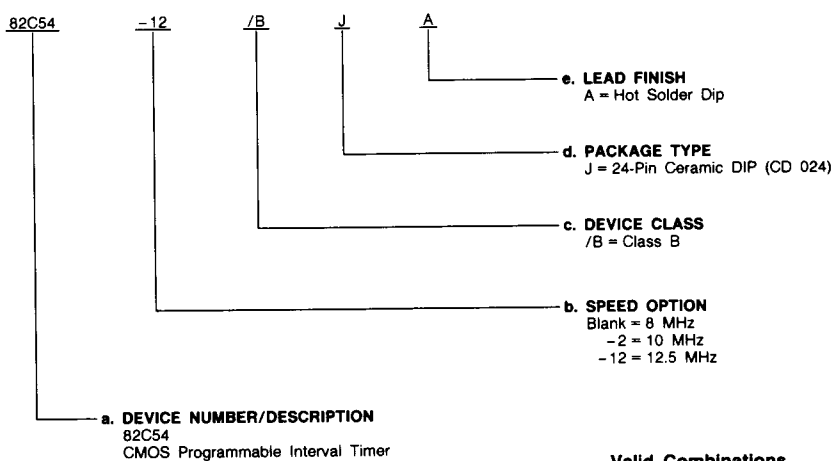 82C54 -12 /B J A
e. LEAD FINISH
A = Hot Solder Dip
d. PACKAGE TYPE
J = 24-Pin Ceramic DIP (CD 024)
c. DEVICE CLASS
/B = Class B
b. SPEED OPTION
Blank = 8 MHz
-2 = 10 MHz
-12 = 12.5 MHz
a. DEVICE NUMBER/DESCRIPTION
82C54
CMOS Programmable Interval Timer
Valid Combinations